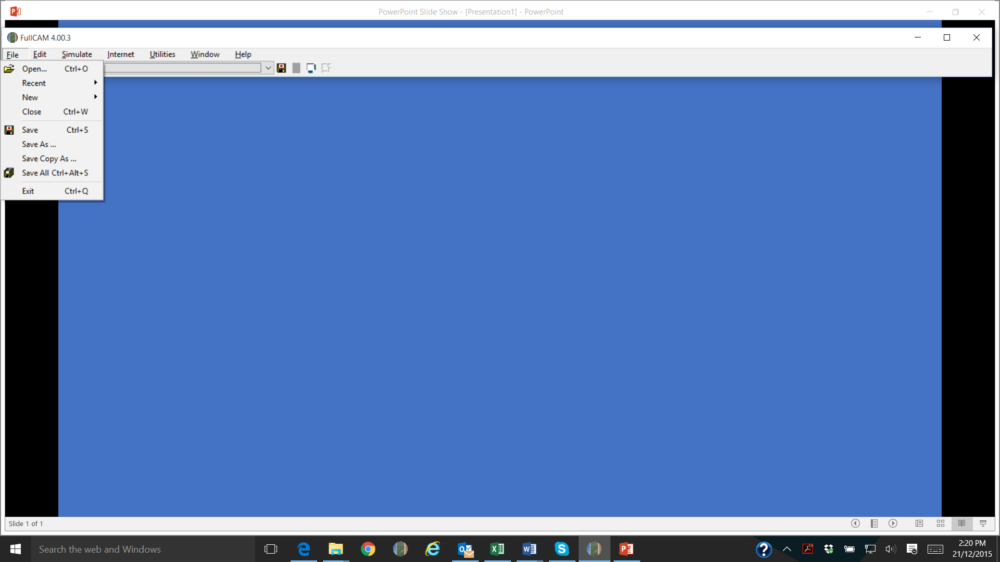 PowerPoint Slide Show - [Presentation1] - PowerPoint
FullCAM 4.00.3
File Edit Simulate Internet Utilities Window Help
Open... Ctrl+O
Recent
New
Close Ctrl+W
Save Ctrl+S
Save As ...
Save Copy As ...
Save All Ctrl+Alt+S
Exit Ctrl+Q
Slide 1 of 1
Search the web and Windows
2:20 PM
21/12/2015